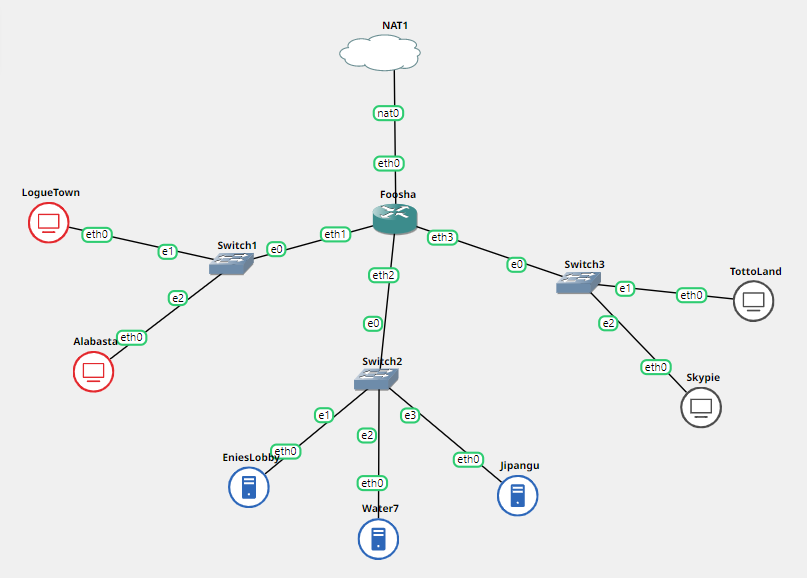 NAT1
nat0
eth0
LogueTown
Foosha
eth0
e1
Switch1
e0
eth1
eth3
e0
Switch3
e1
eth0
TottoLand
e2
eth0
Alabasta
eth2
e0
e2
eth0
Skypie
Switch2
e1
e2
e3
EniesLobby
eth0
eth0
eth0
Jipangu
Water7